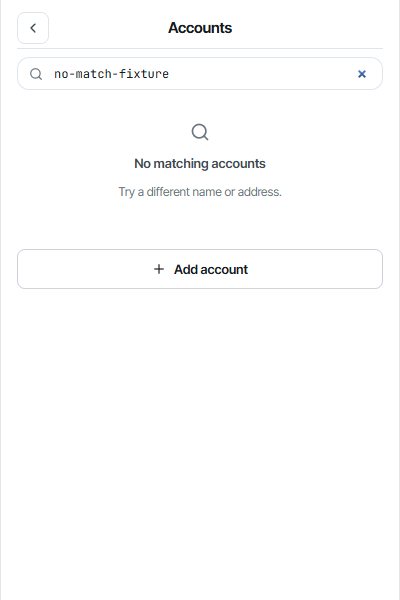 Accounts
no-match-fixture
No matching accounts
Try a different name or address.
Add account